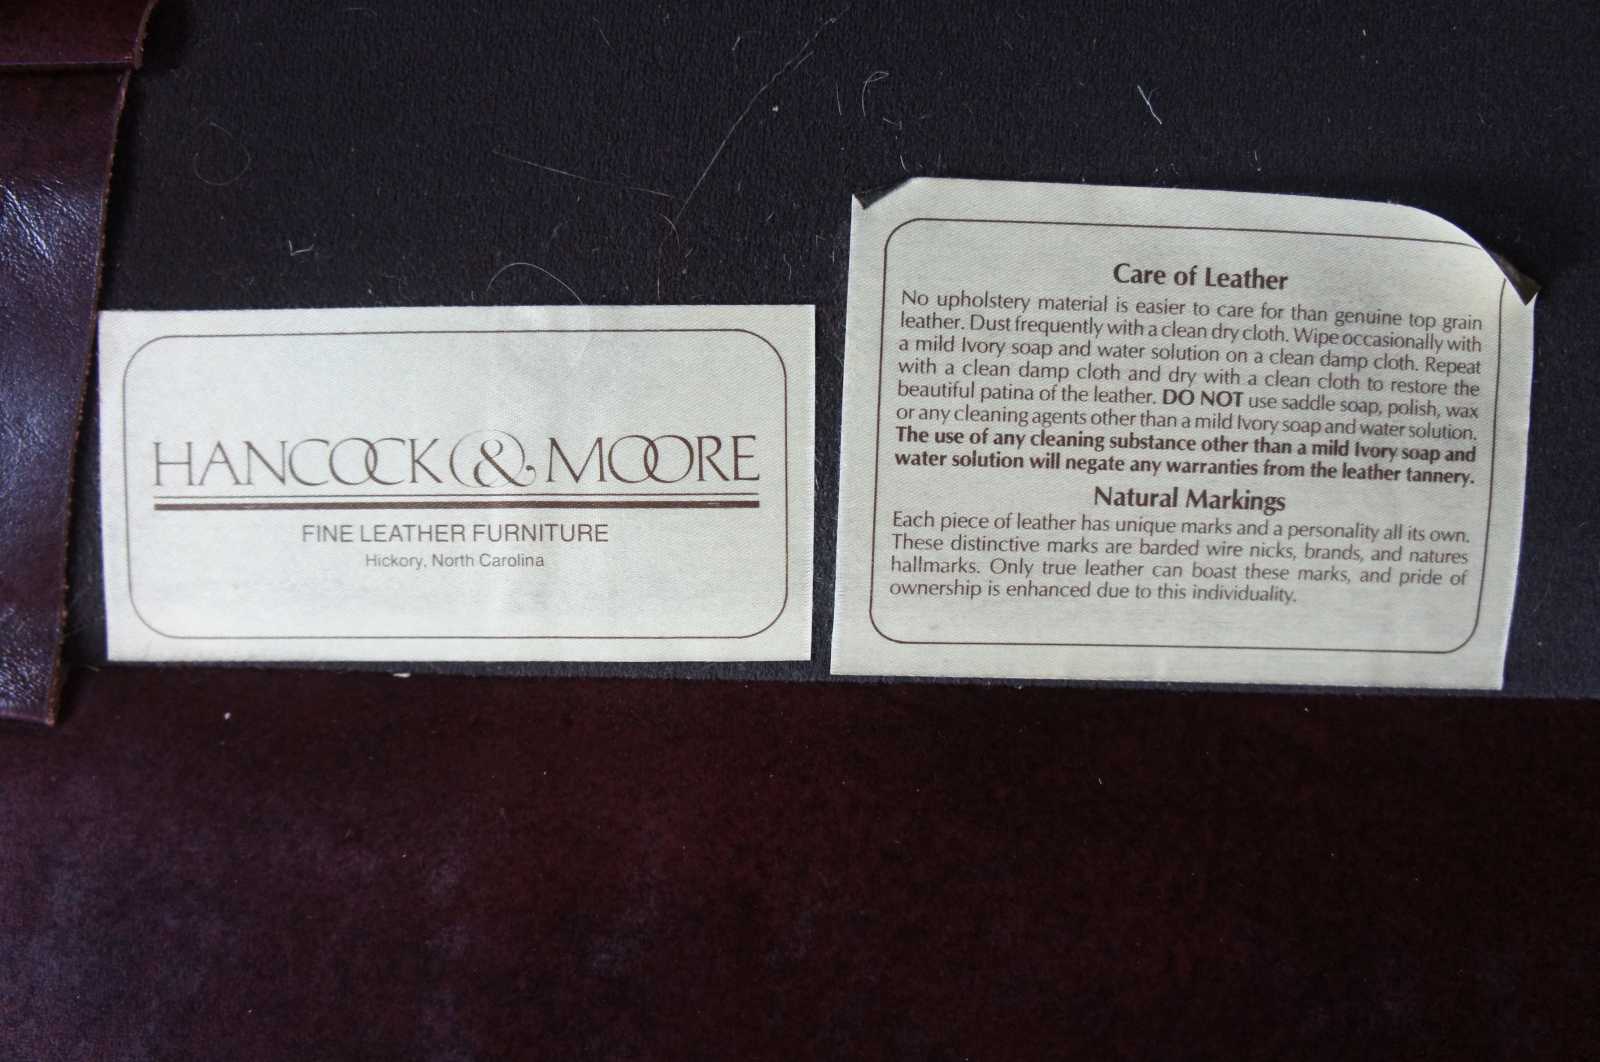 HANCOCK & MOORE
FINE LEATHER FURNITURE
Hickory, North Carolina
Care of Leather
No upholstery material is easier to care for than genuine top grain
leather. Dust frequently with a clean dry cloth. Wipe occasionally with
a mild Ivory soap and water solution on a clean damp cloth. Repeat
with a clean damp cloth and dry with a clean cloth to restore the
beautiful patina of the leather. DO NOT use saddle soap, polish, wax
or any cleaning agents other than a mild Ivory soap and water solution.
The use of any cleaning substance other than a mild Ivory soap and
water solution will negate any warranties from the leather tannery.
Natural Markings
Each piece of leather has unique marks and a personality all its own.
These distinctive marks are barded wire nicks, brands, and natures
hallmarks. Only true leather can boast these marks, and pride of
ownership is enhanced due to this individuality.